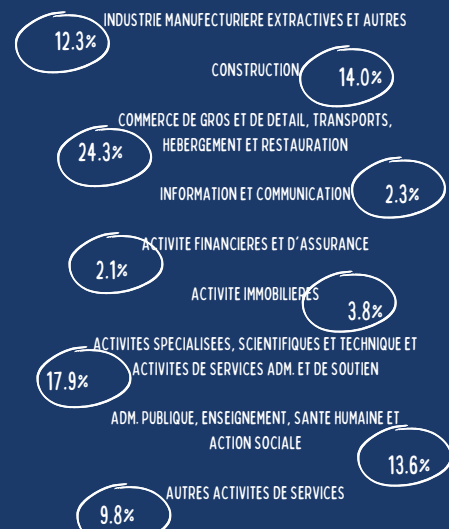 INDUSTRIE MANUFECTURIERE EXTRACTIVES ET AUTRES
12.3%
CONSTRUCTION
14.0%
COMMERCE DE GROS ET DE DETAIL, TRANSPORTS,
HEBERGEMENT ET RESTAURATION
24.3%
INFORMATION ET COMMUNICATION
2.3%
ACTIVITE FINANCIERES ET D'ASSURANCE
2.1%
ACTIVITE IMMOBILIERES
3.8%
ACTIVITES SPECIALISEES, SCIENTIFIQUES ET TECHNIQUE ET
ACTIVITES DE SERVICES ADM. ET DE SOUTIEN
17.9%
ADM. PUBLIQUE, ENSEIGNEMENT, SANTE HUMAINE ET
ACTION SOCIALE
13.6%
AUTRES ACTIVITES DE SERVICES
9.8%